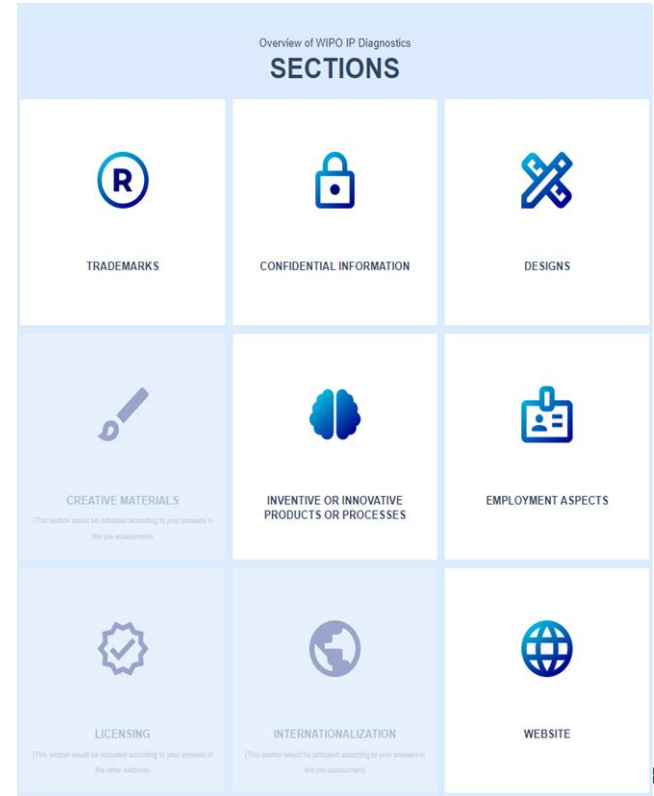 Overview of WIPO IP Diagnostics
SECTIONS
R
TRADEMARKS
CONFIDENTIAL INFORMATION
DESIGNS
CREATIVE MATERIALS
(This section would be activated according to your answers in
the pre-assessment)
INVENTIVE OR INNOVATIVE
PRODUCTS OR PROCESSES
EMPLOYMENT ASPECTS
LICENSING
(This section would be activated according to your answers in
the other sections)
INTERNATIONALIZATION
(This section would be activated according to your answers in
the pre-assessment)
WEBSITE